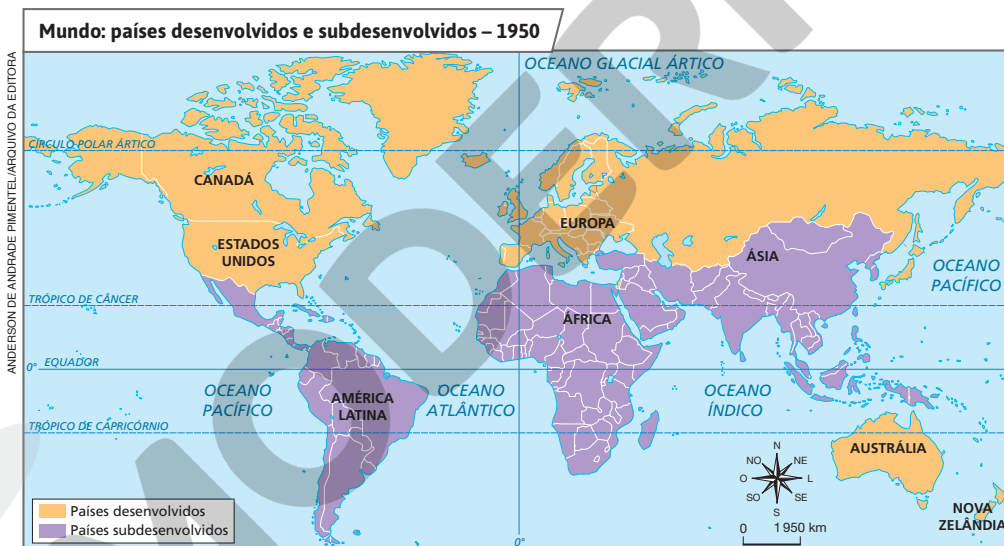 Mundo: países desenvolvidos e subdesenvolvidos – 1950
ANDERSON DE ANDRADE PIMENTEL/ARQUIVO DA EDITORA
OCEANO GLACIAL ÁRTICO
CÍRCULO POLAR ÁRTICO
CANADÁ
EUROPA
ESTADOS
UNIDOS
ÁSIA
OCEANO
PACÍFICO
TRÓPICO DE CÂNCER
ÁFRICA
0° EQUADOR
OCEANO
PACÍFICO
AMÉRICA
LATINA
OCEANO
ATLÂNTICO
OCEANO
ÍNDICO
TRÓPICO DE CAPRICÓRNIO
AUSTRÁLIA
N
NO
NE
O
L
SO
SE
S
NOVA
ZELÂNDIA
0
1 950 km
0°
Países desenvolvidos
Países subdesenvolvidos
MODER